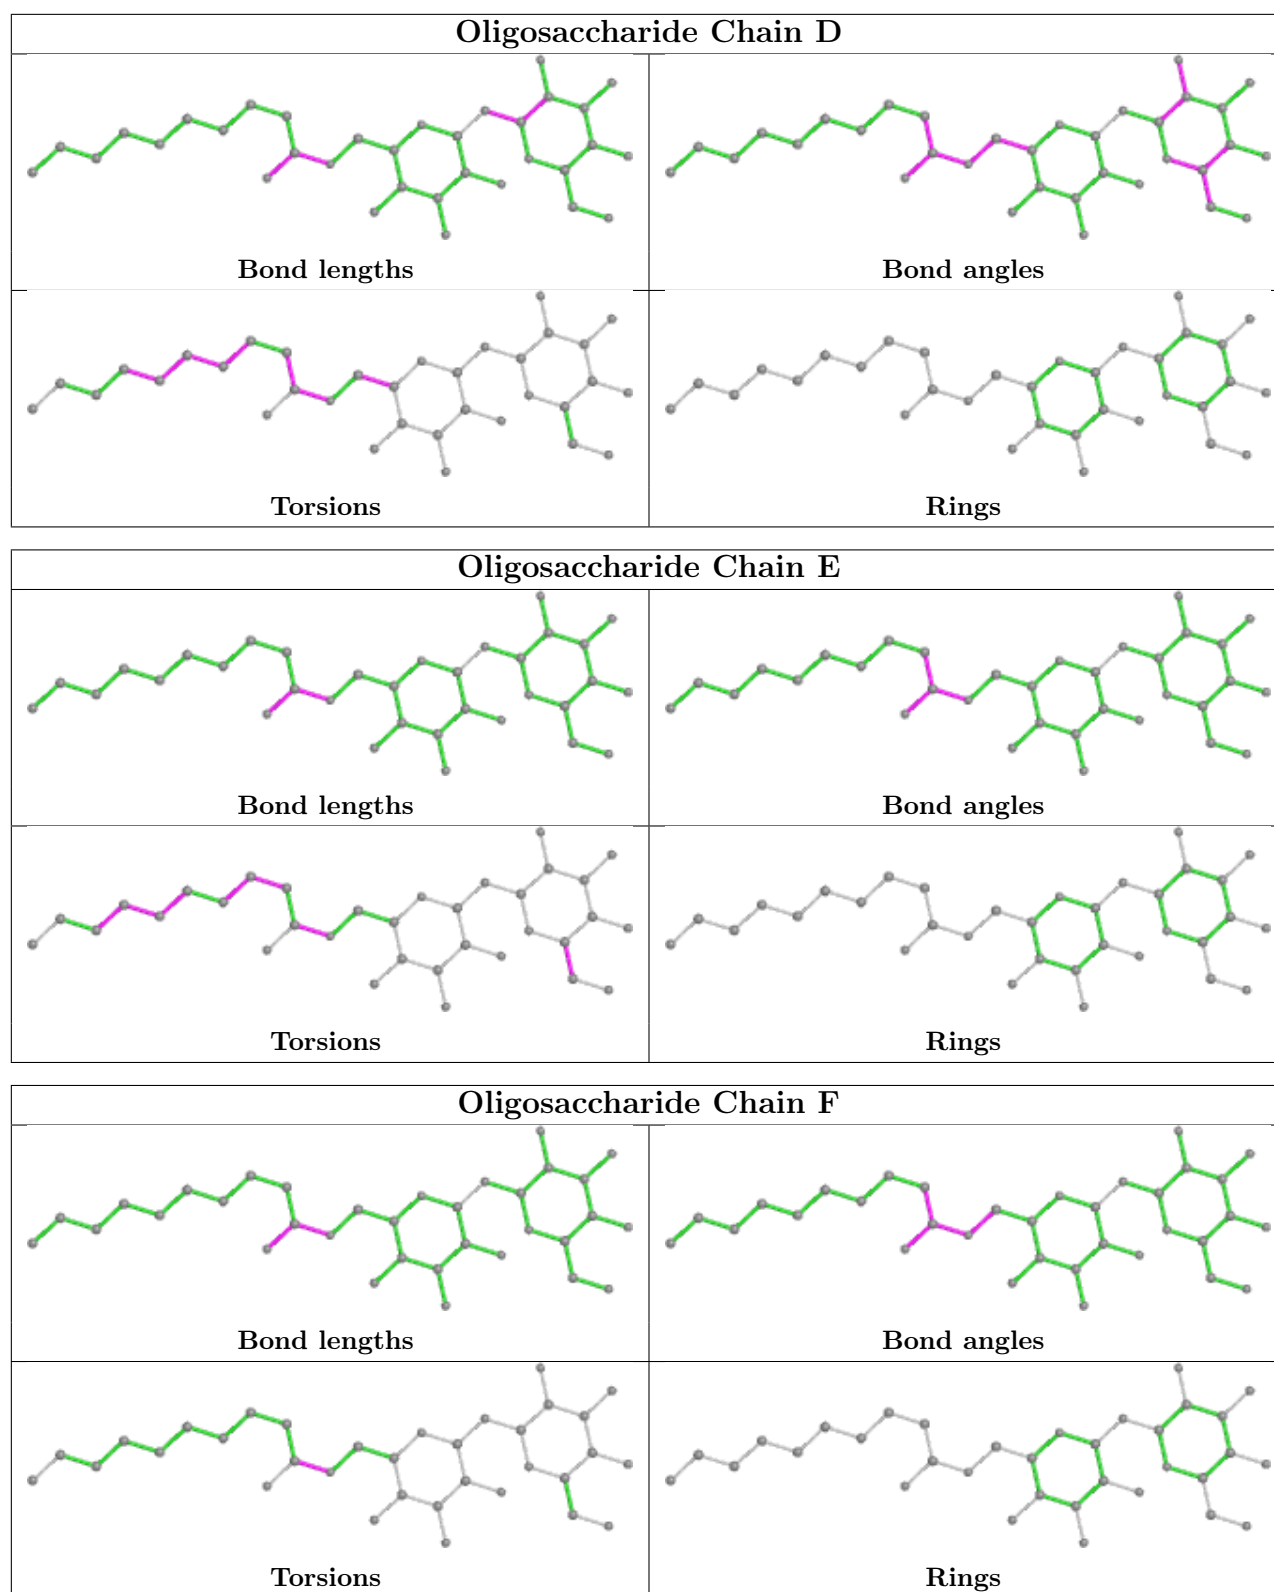 Oligosaccharide Chain D
Bond lengths Bond angles
Torsions Rings
Oligosaccharide Chain E
Bond lengths Bond angles
Torsions Rings
Oligosaccharide Chain F
Bond lengths Bond angles
Torsions Rings